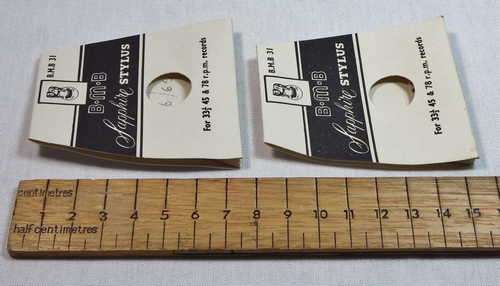 B.M.B 31
B·M·B
Sapphire
STYLUS
For 33⅓ 45 & 78 r.p.m. records
B.M.B 31
B·M·B
Sapphire
STYLUS
For 33⅓ 45 & 78 r.p.m. records
centimetres
1 2 3 4 5 6 7 8 9 10 11 12 13 14 15
half centimetres